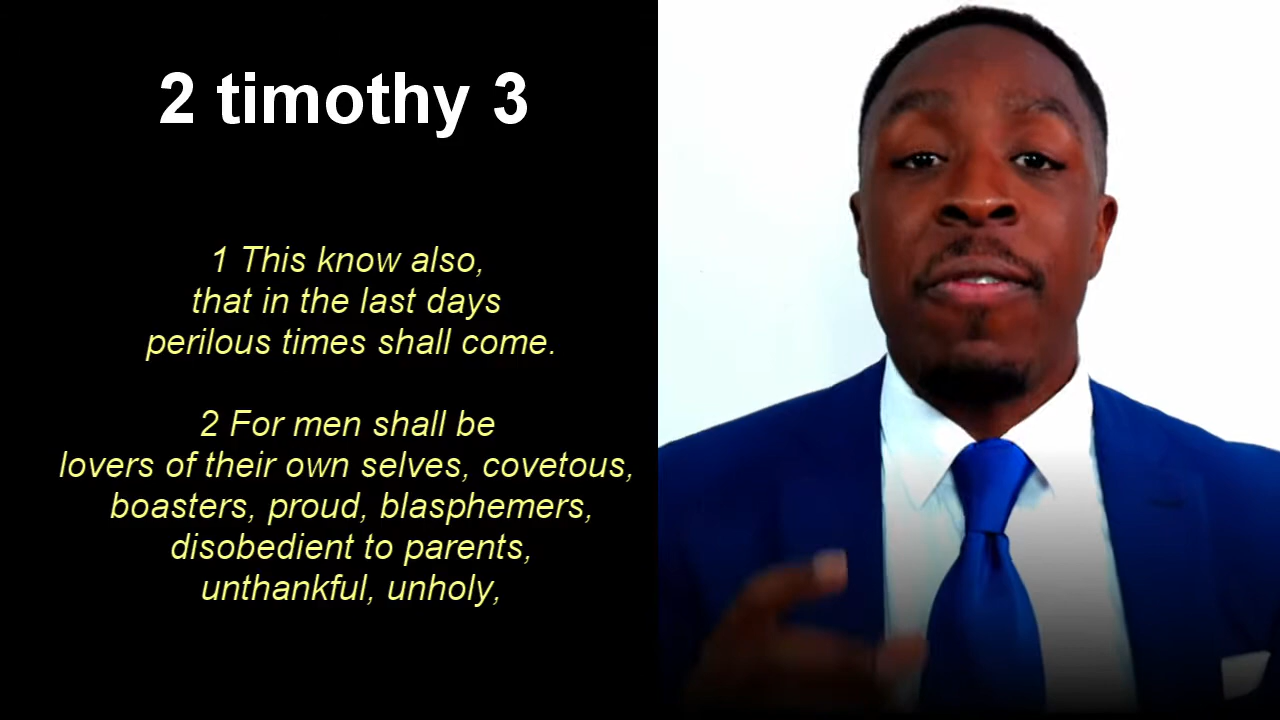 2 timothy 3
1 This know also,
that in the last days
perilous times shall come.
2 For men shall be
lovers of their own selves, covetous,
boasters, proud, blasphemers,
disobedient to parents,
unthankful, unholy,